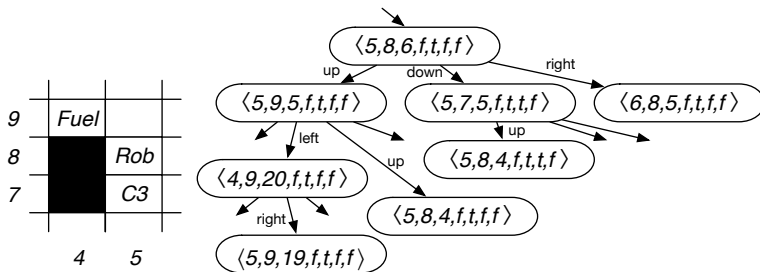 ⟨5,8,6,f,t,f,f⟩
up
down
right
⟨5,9,5,f,t,f,f⟩
⟨5,7,5,f,t,t,f⟩
⟨6,8,5,f,t,f,f⟩
9 Fuel
left
up
8 Rob
⟨5,8,4,f,t,t,f⟩
up
⟨4,9,20,f,t,f,f⟩
7 C3
right
⟨5,8,4,f,t,f,f⟩
⟨5,9,19,f,t,f,f⟩
4 5